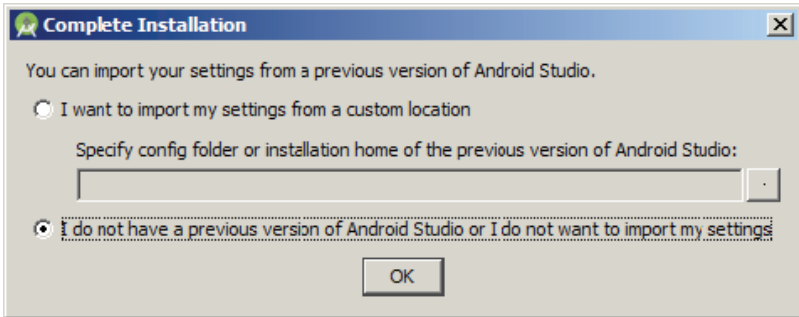 Complete Installation
You can import your settings from a previous version of Android Studio.
I want to import my settings from a custom location
Specify config folder or installation home of the previous version of Android Studio:
.
I do not have a previous version of Android Studio or I do not want to import my settings
OK